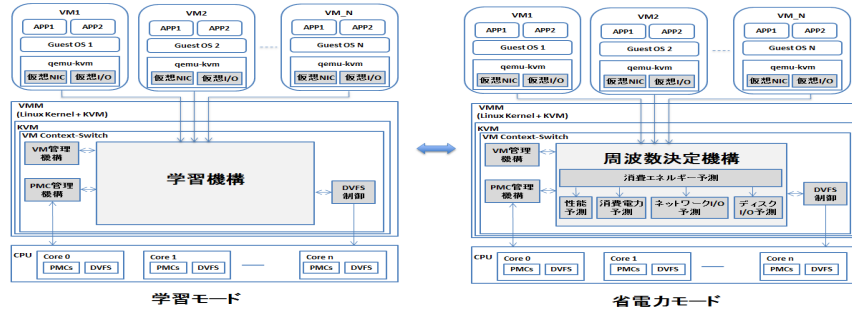 VM1
APP1 APP2
Guest OS 1
qemu-kvm
仮想NIC 仮想I/O
VM2
APP1 APP2
Guest OS 2
qemu-kvm
仮想NIC 仮想I/O
VM_N
APP1 APP2
Guest OS N
qemu-kvm
仮想NIC 仮想I/O
VMM
(Linux Kernel + KVM)
KVM
VM Context-Switch
VM管理
機構
PMC管理
機構
学習機構
DVFS
制御
CPU
Core 0
PMCs DVFS
Core 1
PMCs DVFS
Core n
PMCs DVFS
学習モード
VM1
APP1 APP2
Guest OS 1
qemu-kvm
仮想NIC 仮想I/O
VM2
APP1 APP2
Guest OS 2
qemu-kvm
仮想NIC 仮想I/O
VM_N
APP1 APP2
Guest OS N
qemu-kvm
仮想NIC 仮想I/O
VMM
(Linux Kernel + KVM)
KVM
VM Context-Switch
VM管理
機構
PMC管理
機構
周波数決定機構
消費エネルギー予測
性能
予測
消費電力
予測
ネットワークI/O
予測
ディスク
I/O予測
DVFS
制御
CPU
Core 0
PMCs DVFS
Core 1
PMCs DVFS
Core n
PMCs DVFS
省電力モード